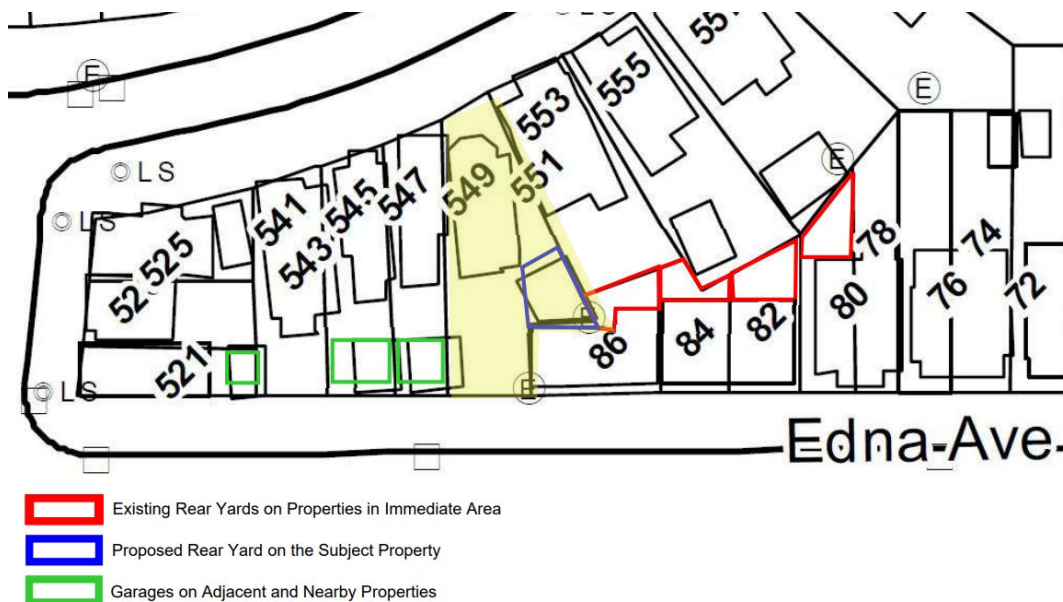 LS
551
E
E
555
553
LS
E
551
549
547
545
LS
541
543
525
78
74
80
76
72
E
82
84
86
521
LS
E
Edna Ave
Existing Rear Yards on Properties in Immediate Area
Proposed Rear Yard on the Subject Property
Garages on Adjacent and Nearby Properties